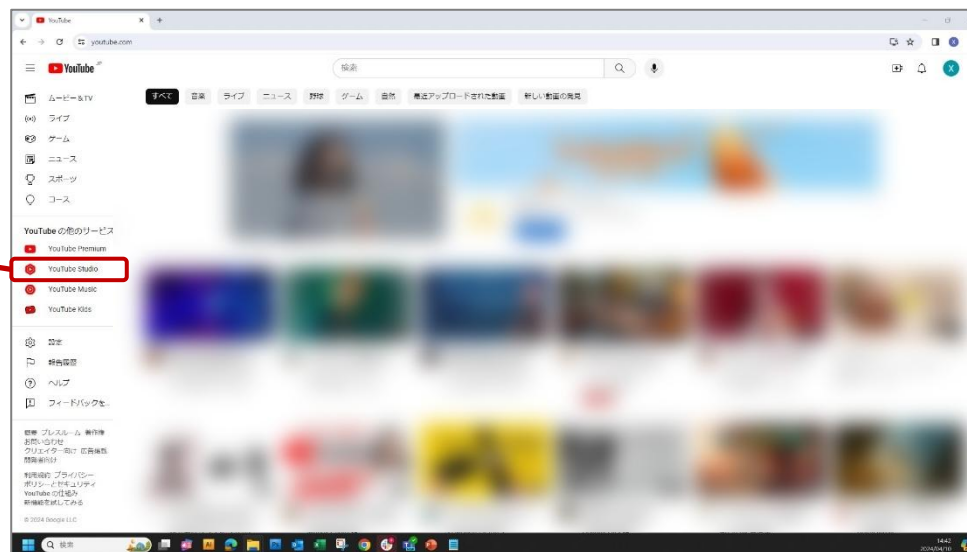 YouTube
youtube.com
YouTube JP
検索
X
ムービー＆TV
ライブ
ゲーム
ニュース
スポーツ
コース
すべて 音楽 ライブ ニュース 野球 ゲーム 自然 最近アップロードされた動画 新しい動画の発見
YouTube の他のサービス
YouTube Premium
YouTube Studio
YouTube Music
YouTube Kids
設定
報告履歴
ヘルプ
フィードバックを..
概要 プレスルーム 著作権
お問い合わせ
クリエイター向け 広告掲載
開発者向け
利用規約 プライバシー
ポリシーとセキュリティ
YouTube の仕組み
新機能を試してみる
© 2024 Google LLC
検索
14:42
2024/04/10